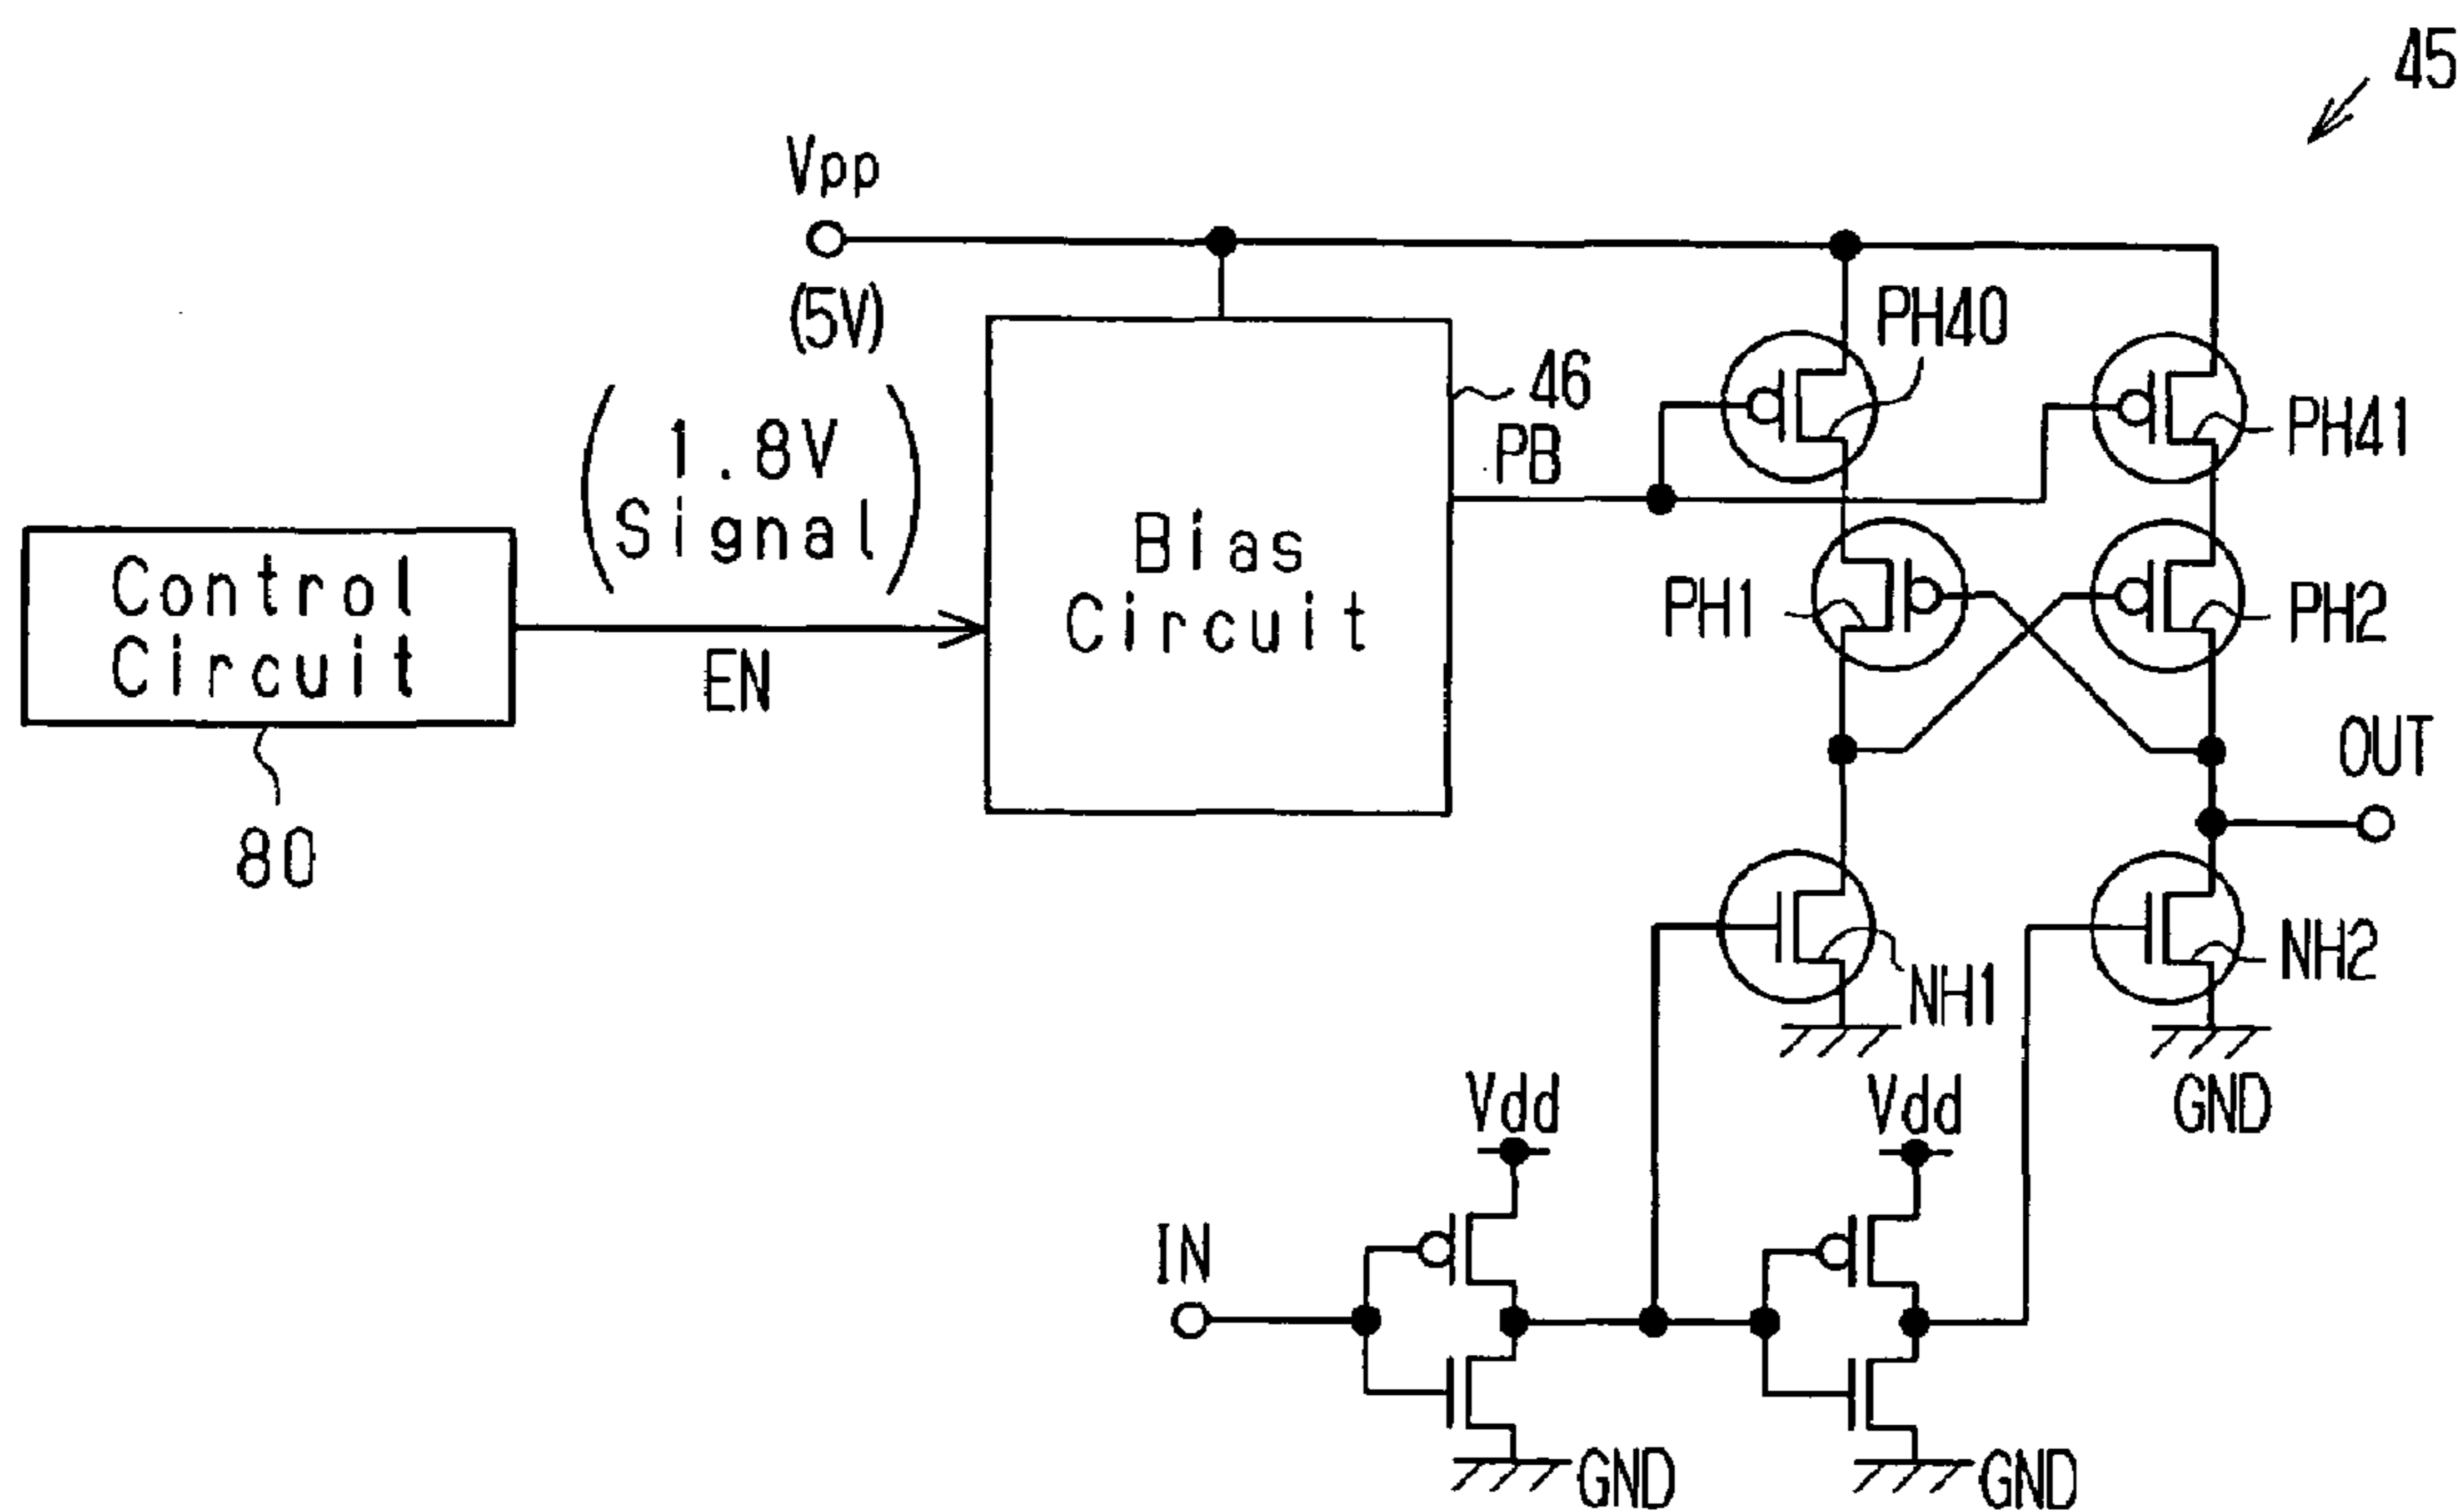 45
Vpp
(5V)
PH40
46
PB
PH41
1.8V
Signal
Bias
Circuit
Control
Circuit
EN
PH1
PH2
OUT
80
NH1
NH2
Vdd
Vdd
GND
IN
GND
GND